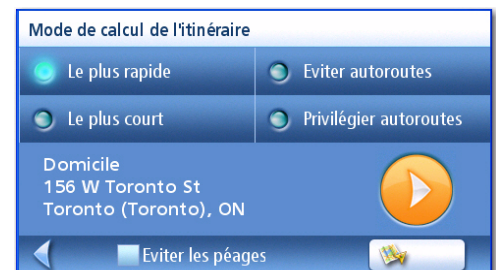 Mode de calcul de l'itinéraire
Le plus rapide
Eviter autoroutes
Le plus court
Privilégier autoroutes
Domicile
156 W Toronto St
Toronto (Toronto), ON
Eviter les péages